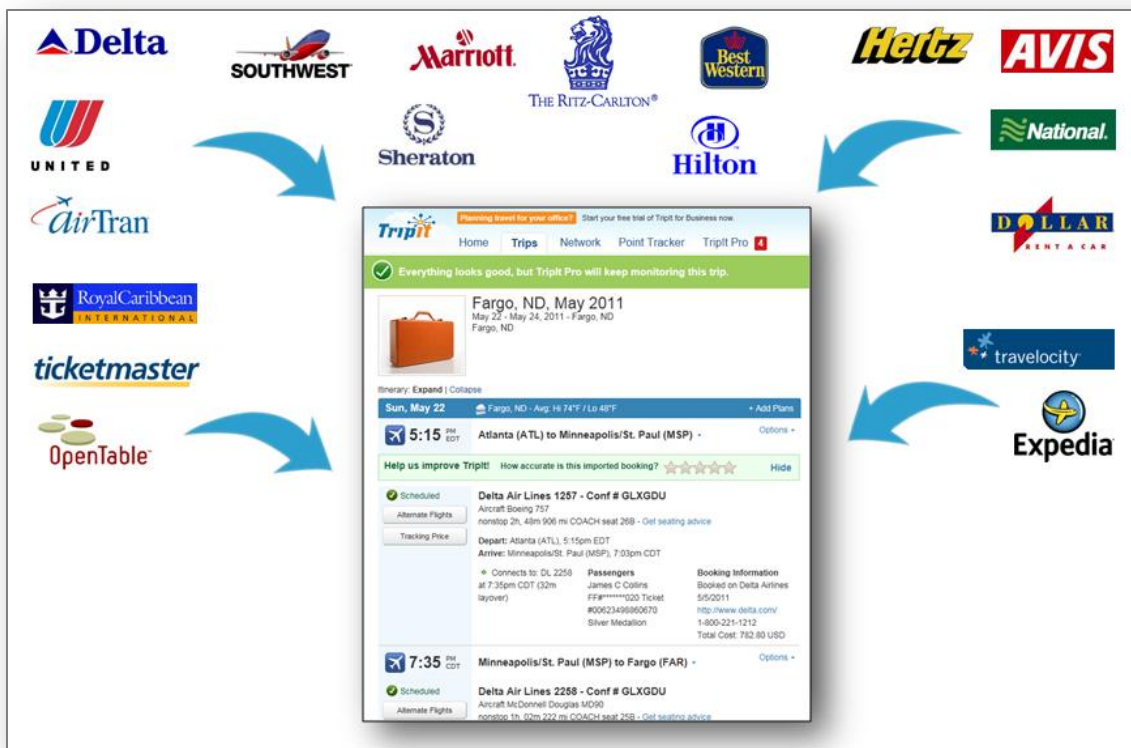 Delta
SOUTHWEST
Marriott.
THE RITZ-CARLTON®
Best
Western
Hertz
AVIS
UNITED
Sheraton
Hilton
National.
airTran
DOLLAR
RENT A CAR
RoyalCaribbean
INTERNATIONAL
ticketmaster
OpenTable
travelocity
Expedia
TripIt
Planning travel for your office? Start your free trial of TripIt for Business now.
Home Trips Network Point Tracker TripIt Pro 4
Everything looks good, but TripIt Pro will keep monitoring this trip.
Fargo, ND, May 2011
May 22 - May 24, 2011 - Fargo, ND
Fargo, ND
Itinerary: Expand | Collapse
Sun, May 22 Fargo, ND - Avg: Hi 74°F / Lo 48°F + Add Plans
5:15 PM EDT Atlanta (ATL) to Minneapolis/St. Paul (MSP) - Options
Help us improve TripIt! How accurate is this imported booking? Hide
Scheduled
Alternate Flights
Tracking Price
Delta Air Lines 1257 - Conf # GLXGDU
Aircraft Boeing 757
nonstop 2h, 48m 906 mi COACH seat 26B - Get seating advice
Depart: Atlanta (ATL), 5:15pm EDT
Arrive: Minneapolis/St. Paul (MSP), 7:03pm CDT
Connects to: DL 2258
at 7:35pm CDT (32m
layover)
Passengers
James C Collins
FF#*******020 Ticket
#00623498860670
Silver Medallion
Booking Information
Booked on Delta Airlines
5/5/2011
http://www.delta.com/
1-800-221-1212
Total Cost: 782.80 USD
7:35 PM CDT Minneapolis/St. Paul (MSP) to Fargo (FAR) - Options
Scheduled
Alternate Flights
Delta Air Lines 2258 - Conf # GLXGDU
Aircraft McDonnell Douglas MD90
nonstop 1h, 02m 222 mi COACH seat 25B - Get seating advice